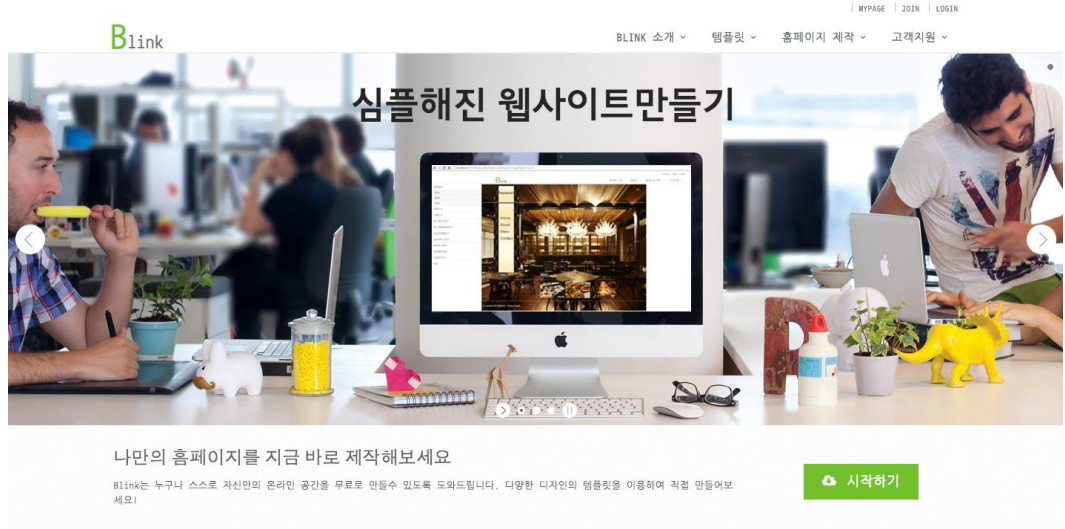 MYPAGE | JOIN | LOGIN
Blink
BLINK 소개 템플릿 홈페이지 제작 고객지원
심플해진 웹사이트만들기
나만의 홈페이지를 지금 바로 제작해보세요
Blink는 누구나 스스로 자신만의 온라인 공간을 무료로 만들수 있도록 도와드립니다. 다양한 디자인의 템플릿을 이용하여 직접 만들어보
세요!
시작하기